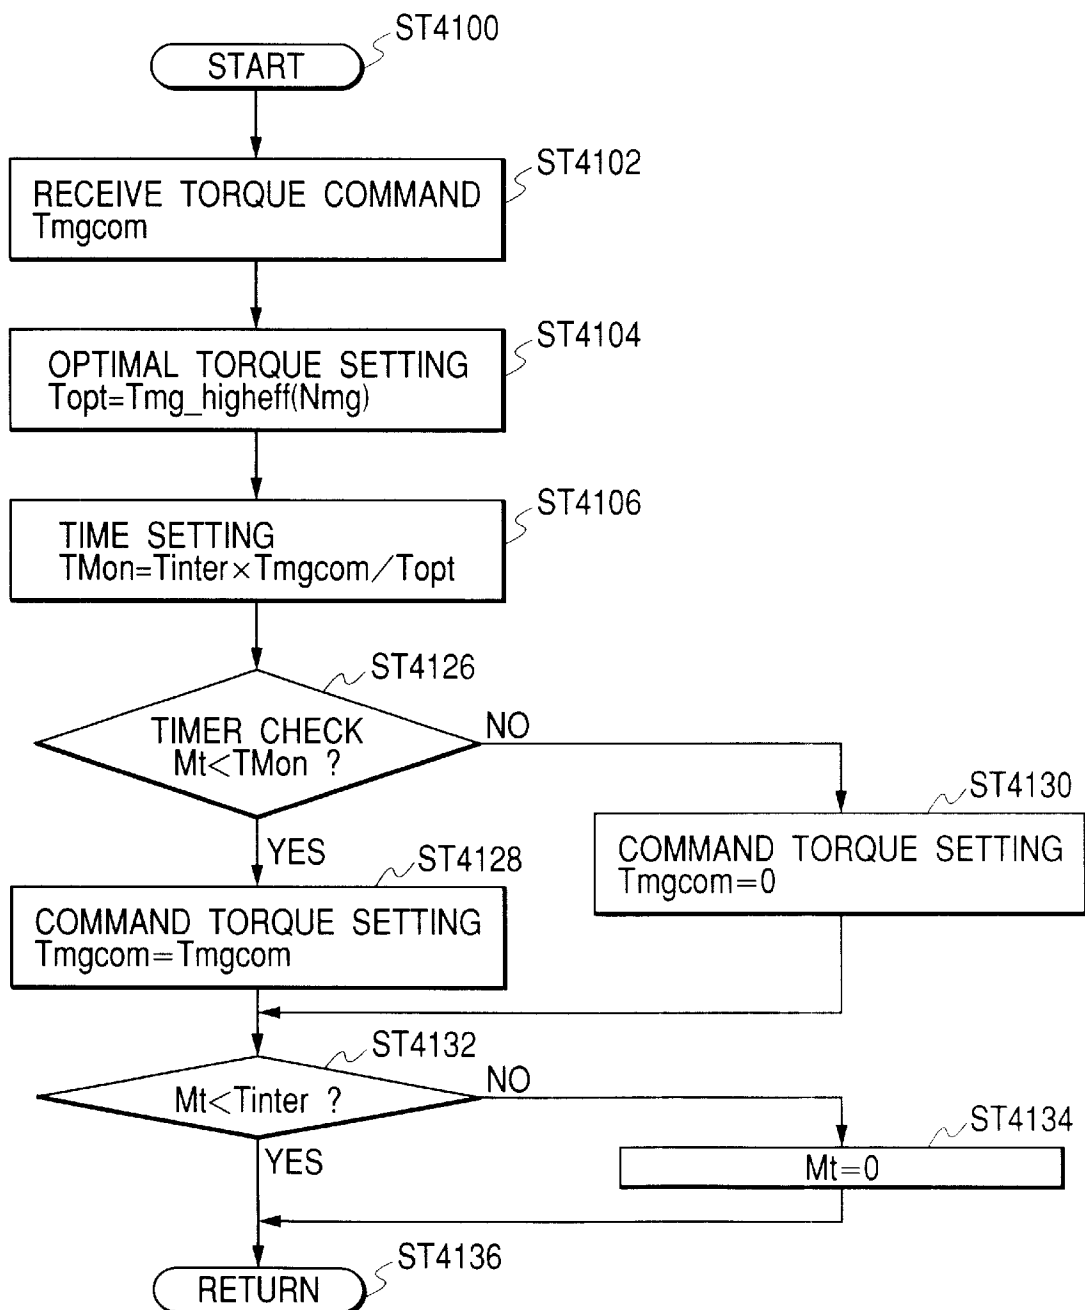 ST4100
START
ST4102
RECEIVE TORQUE COMMAND
Tmgcom
ST4104
OPTIMAL TORQUE SETTING
Topt=Tmg_higheff(Nmg)
ST4106
TIME SETTING
TMon=Tinter×Tmgcom/Topt
ST4126
TIMER CHECK
Mt<TMon ?
NO
YES
ST4130
COMMAND TORQUE SETTING
Tmgcom=0
ST4128
COMMAND TORQUE SETTING
Tmgcom=Tmgcom
ST4132
Mt<Tinter ?
NO
YES
ST4134
Mt=0
ST4136
RETURN